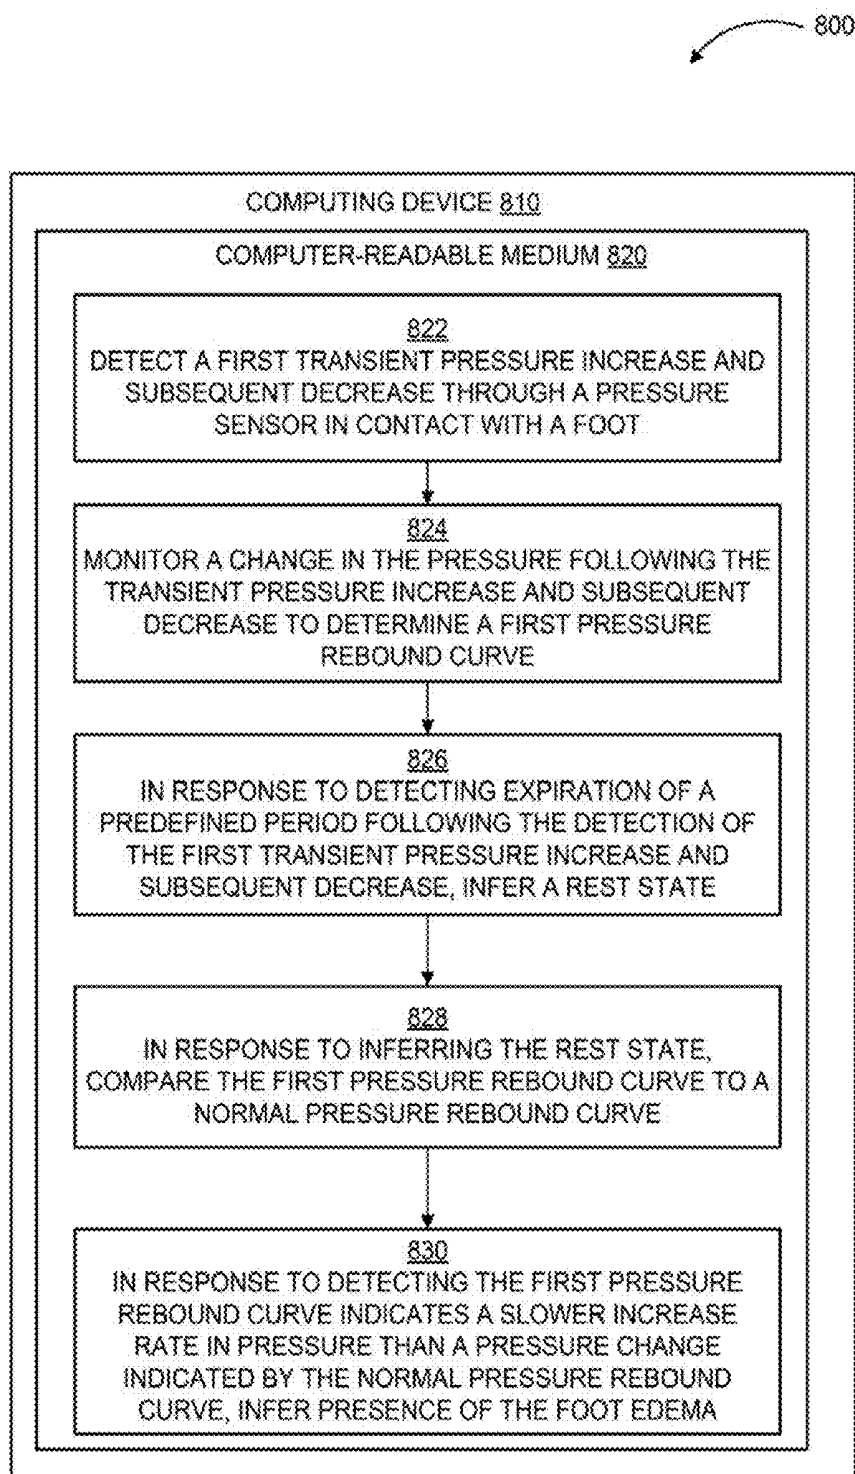 800
COMPUTING DEVICE 810
COMPUTER-READABLE MEDIUM 820
822
DETECT A FIRST TRANSIENT PRESSURE INCREASE AND
SUBSEQUENT DECREASE THROUGH A PRESSURE
SENSOR IN CONTACT WITH A FOOT
824
MONITOR A CHANGE IN THE PRESSURE FOLLOWING THE
TRANSIENT PRESSURE INCREASE AND SUBSEQUENT
DECREASE TO DETERMINE A FIRST PRESSURE
REBOUND CURVE
826
IN RESPONSE TO DETECTING EXPIRATION OF A
PREDEFINED PERIOD FOLLOWING THE DETECTION OF
THE FIRST TRANSIENT PRESSURE INCREASE AND
SUBSEQUENT DECREASE, INFER A REST STATE
828
IN RESPONSE TO INFERRING THE REST STATE,
COMPARE THE FIRST PRESSURE REBOUND CURVE TO A
NORMAL PRESSURE REBOUND CURVE
830
IN RESPONSE TO DETECTING THE FIRST PRESSURE
REBOUND CURVE INDICATES A SLOWER INCREASE
RATE IN PRESSURE THAN A PRESSURE CHANGE
INDICATED BY THE NORMAL PRESSURE REBOUND
CURVE, INFER PRESENCE OF THE FOOT EDEMA